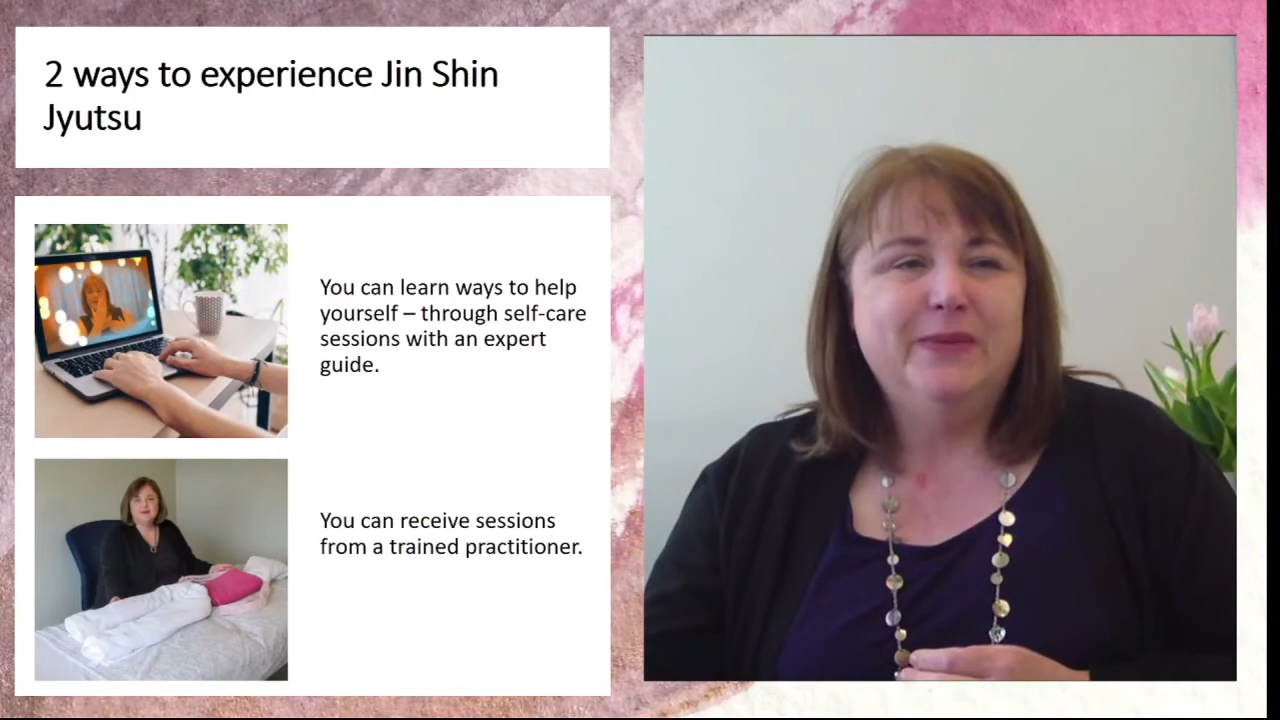 2 ways to experience Jin Shin
Jyutsu
You can learn ways to help
yourself – through self-care
sessions with an expert
guide.
You can receive sessions
from a trained practitioner.